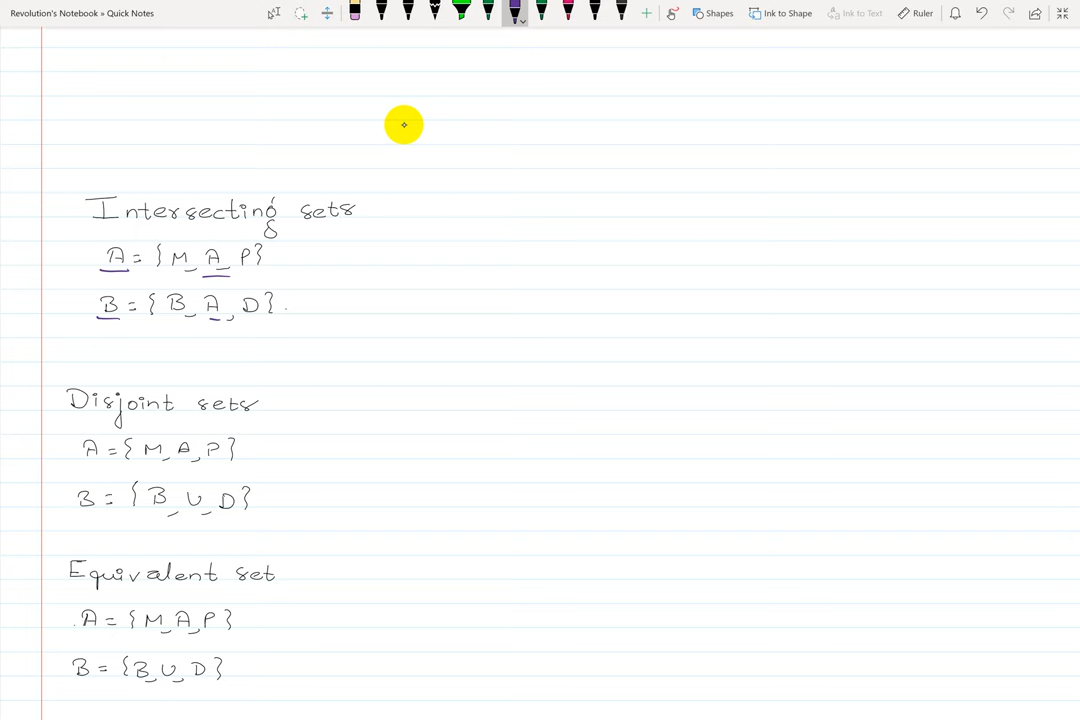 Revolution's Notebook » Quick Notes
Shapes
Ink to Shape
Ink to Text
Ruler
Intersecting sets
A = {M, A, P}
B = {B, A, D}.
Disjoint sets
A = {M, A, P}
B = {B, U, D}
Equivalent set
A = {M, A, P}
B = {B, U, D}